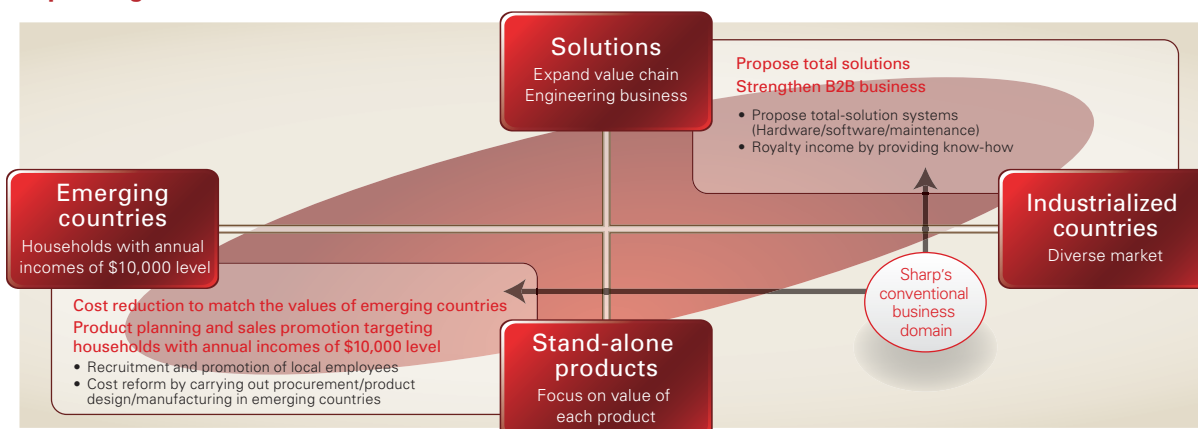 Solutions
Expand value chain
Engineering business
Propose total solutions
Strengthen B2B business
• Propose total-solution systems
(Hardware/software/maintenance)
• Royalty income by providing know-how
Emerging
countries
Households with annual
incomes of $10,000 level
Industrialized
countries
Diverse market
Sharp's
conventional
business
domain
Cost reduction to match the values of emerging countries
Product planning and sales promotion targeting
households with annual incomes of $10,000 level
• Recruitment and promotion of local employees
• Cost reform by carrying out procurement/product
design/manufacturing in emerging countries
Stand-alone
products
Focus on value of
each product